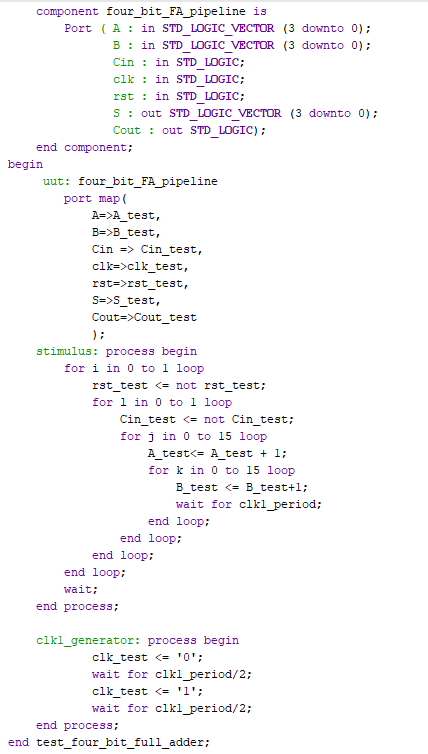 component four_bit_FA_pipeline is
Port ( A : in STD_LOGIC_VECTOR (3 downto 0);
B : in STD_LOGIC_VECTOR (3 downto 0);
Cin : in STD_LOGIC;
clk : in STD_LOGIC;
rst : in STD_LOGIC;
S : out STD_LOGIC_VECTOR (3 downto 0);
Cout : out STD_LOGIC);
end component;
begin
uut: four_bit_FA_pipeline
port map(
A=>A_test,
B=>B_test,
Cin => Cin_test,
clk=>clk_test,
rst=>rst_test,
S=>S_test,
Cout=>Cout_test
);
stimulus: process begin
for i in 0 to 1 loop
rst_test <= not rst_test;
for l in 0 to 1 loop
Cin_test <= not Cin_test;
for j in 0 to 15 loop
A_test<= A_test + 1;
for k in 0 to 15 loop
B_test <= B_test+1;
wait for clk1_period;
end loop;
end loop;
end loop;
end loop;
wait;
end process;
clk1_generator: process begin
clk_test <= '0';
wait for clk1_period/2;
clk_test <= '1';
wait for clk1_period/2;
end process;
end test_four_bit_full_adder;